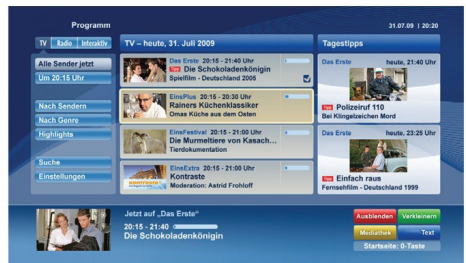 Programm
31.07.09 | 20:20
TV Radio Interaktiv
TV – heute, 31. Juli 2009
Tagestipps
Alle Sender jetzt
Um 20:15 Uhr
Nach Sendern
Nach Genre
Highlights
Suche
Einstellungen
Das Erste 20:15 - 21:40 Uhr
Tipp Die Schokoladenkönigin
Spielfilm - Deutschland 2005
EinsPlus 20:15 - 20:30 Uhr
Rainers Küchenklassiker
Omas Küche aus dem Osten
EinsFestival 20:15 - 21:00 Uhr
Die Murmeltiere von Kasach...
Tierdokumentation
EinsExtra 20:15 - 21:00 Uhr
Kontraste
Moderation: Astrid Frohloff
Das Erste heute, 21:40 Uhr
Tipp Polizeiruf 110
Bei Klingelzeichen Mord
Das Erste heute, 23:25 Uhr
Tipp Einfach raus
Fernsehfilm - Deutschland 1999
Jetzt auf „Das Erste“
20:15 - 21:40
Die Schokoladenkönigin
Ausblenden Verkleinern
Mediathek Text
Startseite: 0-Taste